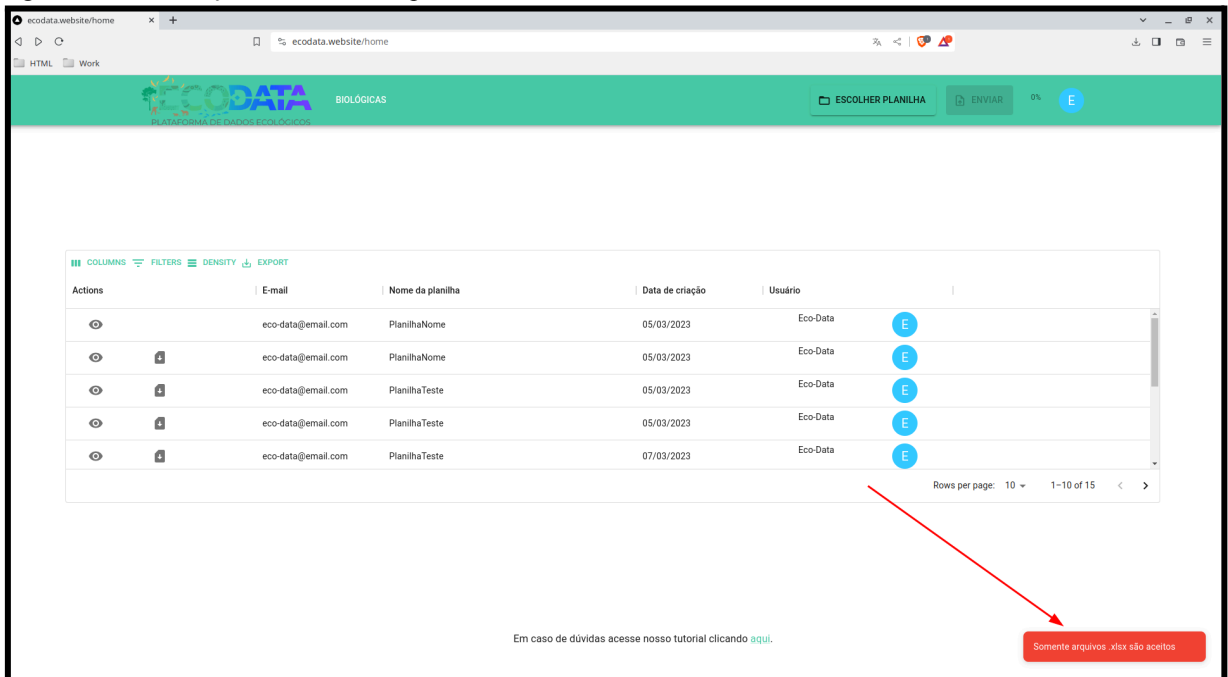 ecodata.website/home
ecodata.website/home
HTML Work
ECODATA
PLATAFORMA DE DADOS ECOLÓGICOS
BIOLÓGICAS
ESCOLHER PLANILHA
ENVIAR
0%
E
COLUMNS FILTERS DENSITY EXPORT
Actions E-mail Nome da planilha Data de criação Usuário
eco-data@email.com PlanilhaNome 05/03/2023 Eco-Data E
eco-data@email.com PlanilhaNome 05/03/2023 Eco-Data E
eco-data@email.com PlanilhaTeste 05/03/2023 Eco-Data E
eco-data@email.com PlanilhaTeste 05/03/2023 Eco-Data E
eco-data@email.com PlanilhaTeste 07/03/2023 Eco-Data E
Rows per page: 10 1–10 of 15
Em caso de dúvidas acesse nosso tutorial clicando aqui.
Somente arquivos .xlsx são aceitos